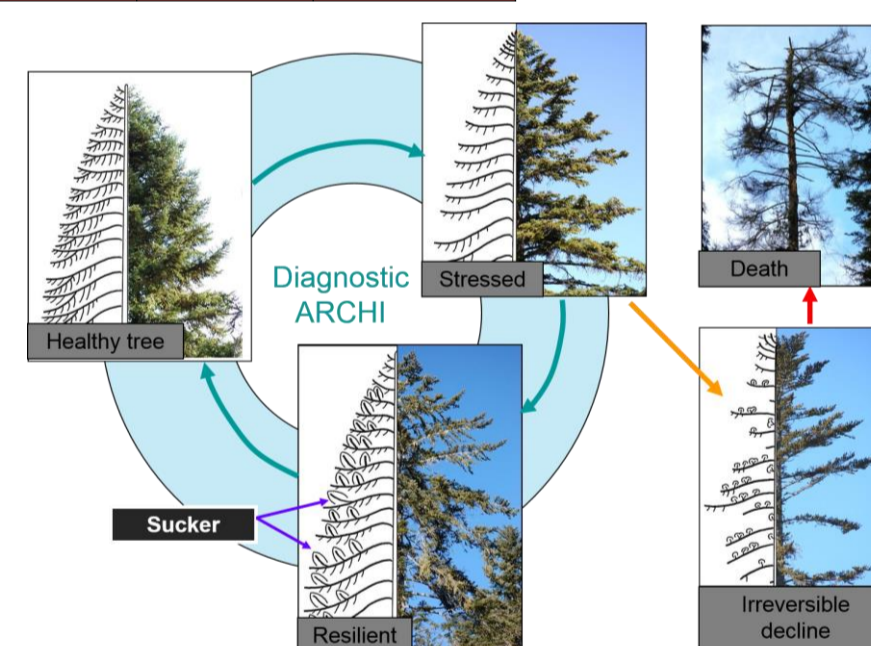 Diagnostic
ARCHI
Healthy tree
Stressed
Death
Sucker
Resilient
Irreversible
decline